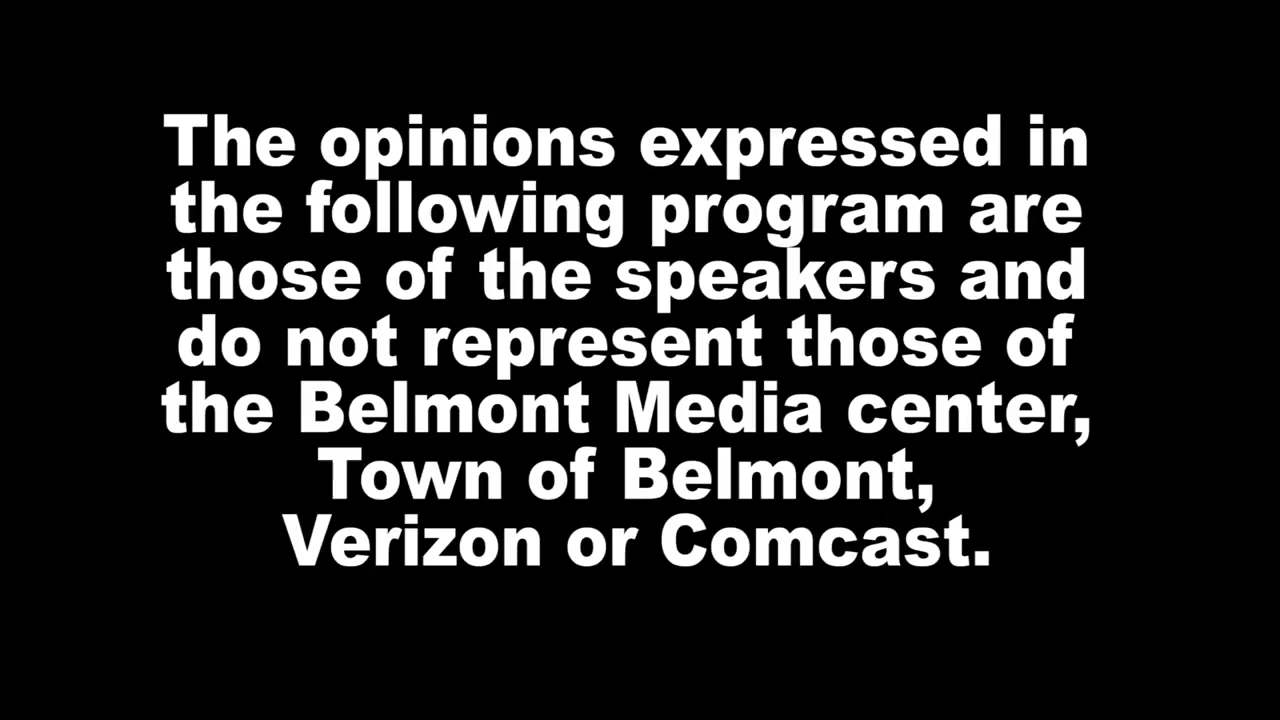 The opinions expressed in
the following program are
those of the speakers and
do not represent those of
the Belmont Media center,
Town of Belmont,
Verizon or Comcast.